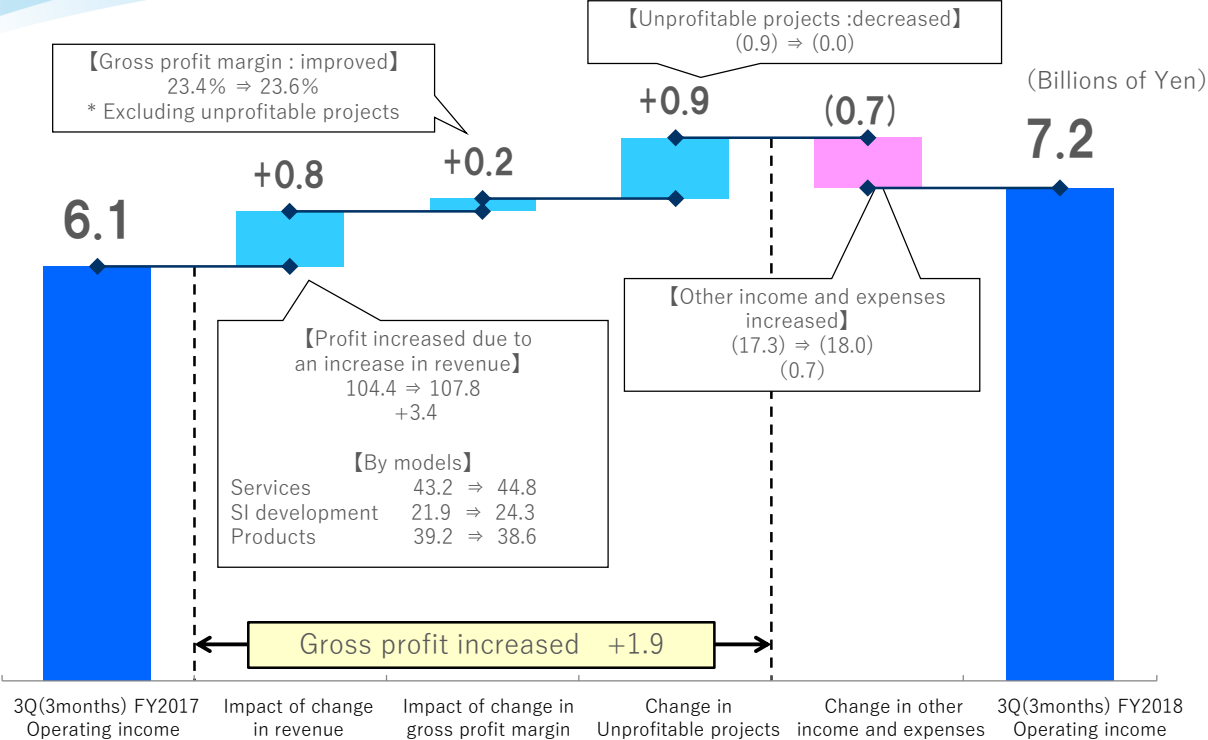 【Unprofitable projects :decreased】
(0.9) ⇒ (0.0)
【Gross profit margin : improved】
23.4% ⇒ 23.6%
* Excluding unprofitable projects
(Billions of Yen)
6.1
+0.8
+0.2
+0.9
(0.7)
7.2
【Profit increased due to
an increase in revenue】
104.4 ⇒ 107.8
+3.4
【By models】
Services 43.2 ⇒ 44.8
SI development 21.9 ⇒ 24.3
Products 39.2 ⇒ 38.6
【Other income and expenses
increased】
(17.3) ⇒ (18.0)
(0.7)
Gross profit increased +1.9
3Q(3months) FY2017
Operating income
Impact of change
in revenue
Impact of change in
gross profit margin
Change in
Unprofitable projects
Change in other
income and expenses
3Q(3months) FY2018
Operating income